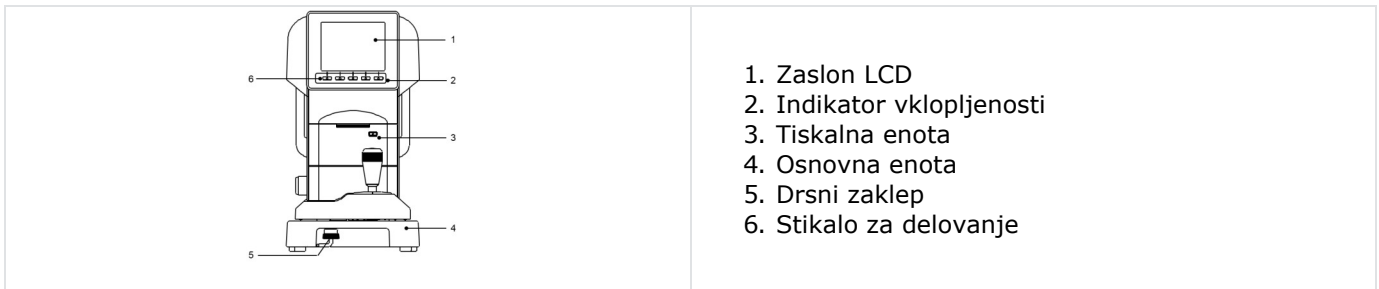 1
6
2
3
4
5
1. Zaslon LCD
2. Indikator vklopljenosti
3. Tiskalna enota
4. Osnovna enota
5. Drsni zaklep
6. Stikalo za delovanje